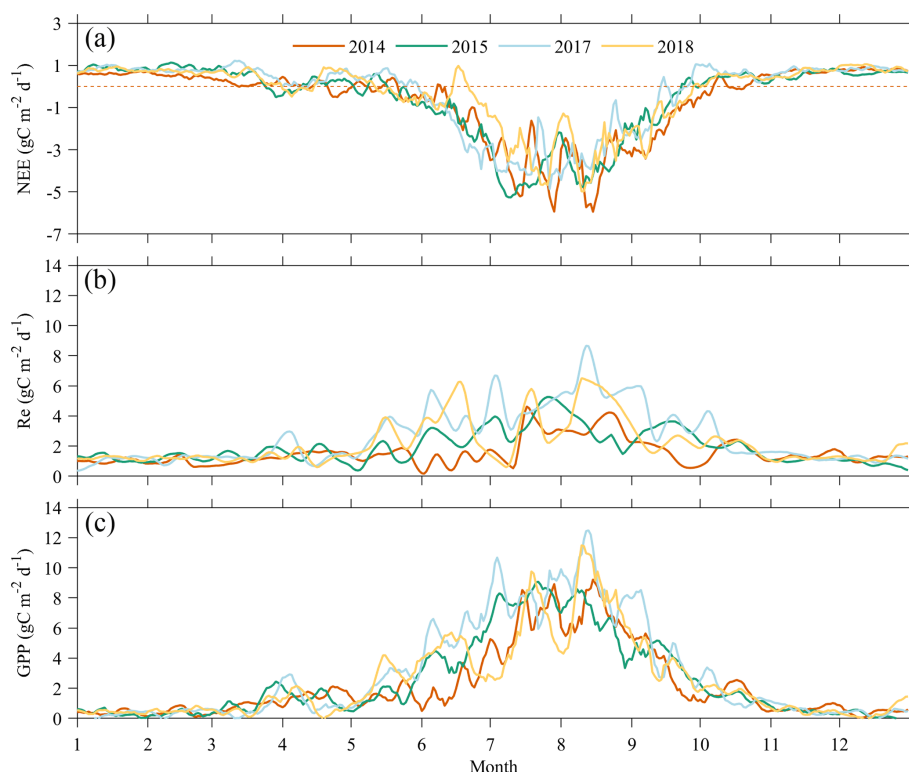 (a)
2014 2015 2017 2018
3
1
-1
-3
-5
-7
NEE (gC m⁻² d⁻¹)
(b)
14
12
10
8
6
4
2
0
Re (gC m⁻² d⁻¹)
(c)
14
12
10
8
6
4
2
0
GPP (gC m⁻² d⁻¹)
1 2 3 4 5 6 7 8 9 10 11 12
Month